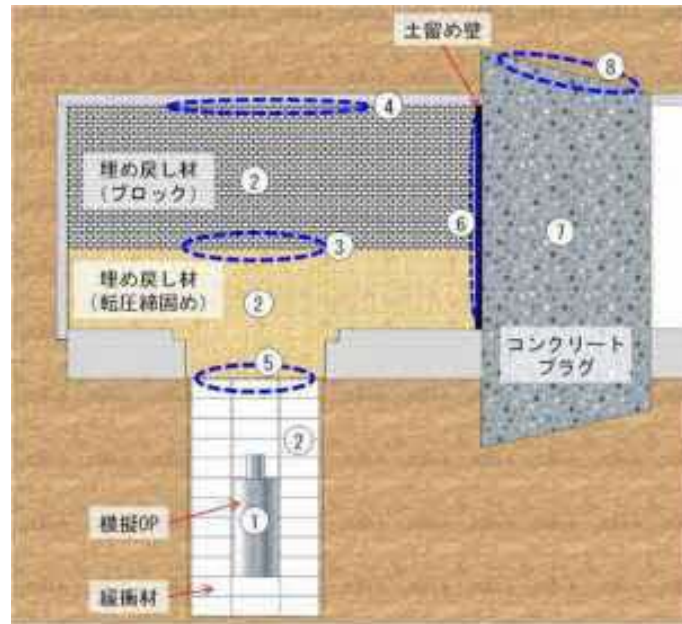 土留め壁
⑧
④
埋め戻し材
(ブロック)
②
⑥
⑦
③
埋め戻し材
(転圧締固め)
②
コンクリート
プラグ
⑤
②
模擬OP
①
緩衝材